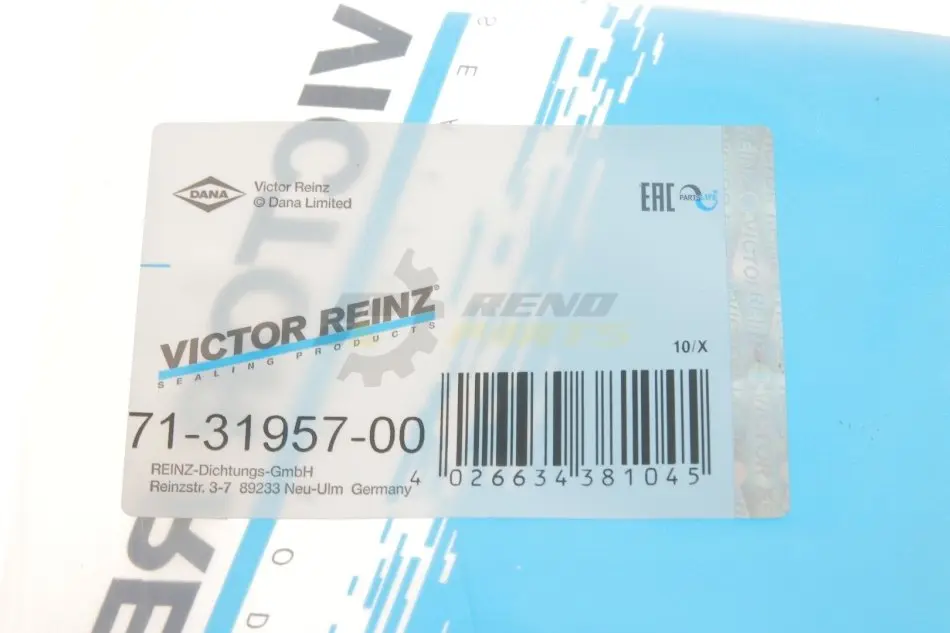 DANA
Victor Reinz
© Dana Limited
EAC
VICTOR REINZ®
SEALING PRODUCTS
RENO
PARTS
10/X
71-31957-00
REINZ-Dichtungs-GmbH
Reinzstr. 3-7 89233 Neu-Ulm Germany
4 026634 381045